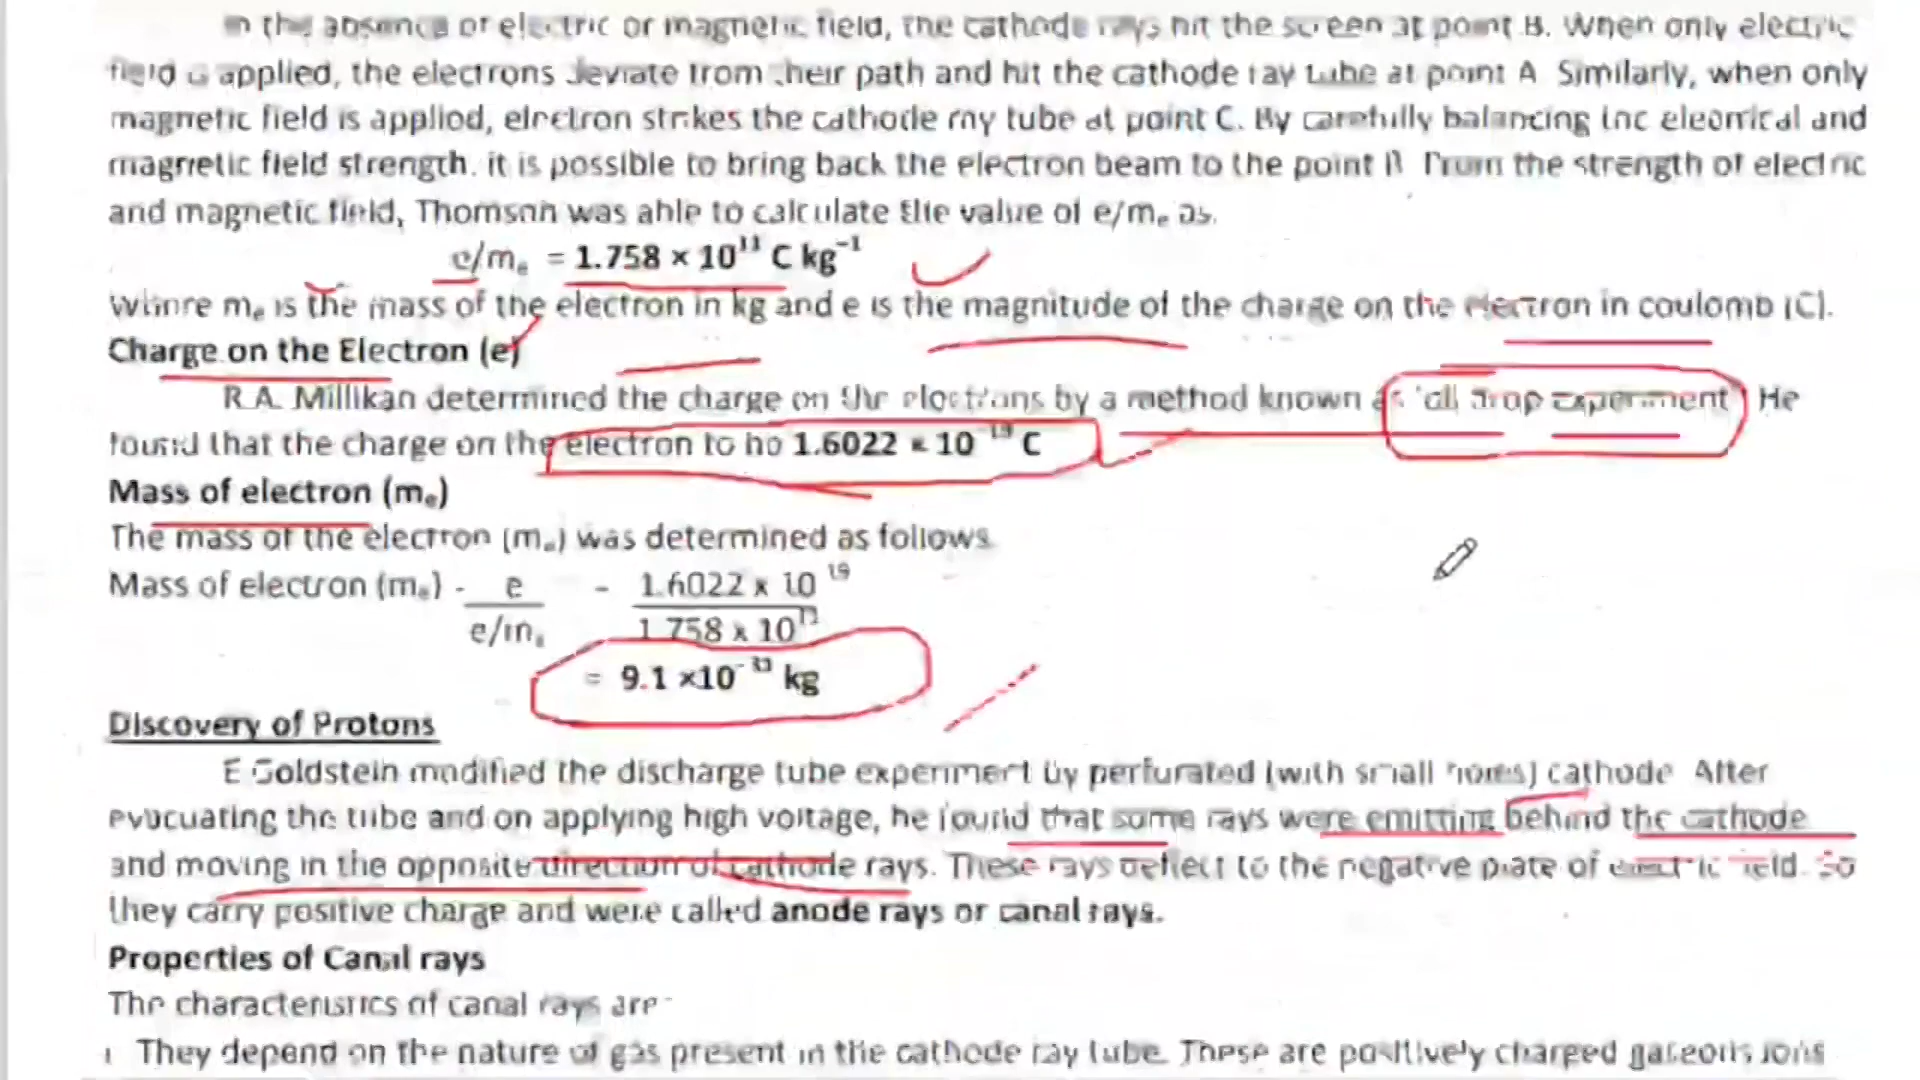 In the absence of electric or magnetic field, the cathode rays hit the screen at point B. When only electric
field is applied, the electrons deviate from their path and hit the cathode ray tube at point A. Similarly, when only
magnetic field is applied, electron strikes the cathode ray tube at point C. By carefully balancing the electrical and
magnetic field strength, it is possible to bring back the electron beam to the point B. From the strength of electric
and magnetic field, Thomson was able to calculate the value of e/mₑ as.
e/mₑ = 1.758 × 10¹¹ C kg⁻¹
Where mₑ is the mass of the electron in kg and e is the magnitude of the charge on the electron in coulomb (C).
Charge on the Electron (e)
R.A. Millikan determined the charge on the electrons by a method known as 'oil drop experiment'. He
found that the charge on the electron to be 1.6022 × 10⁻¹⁹ C
Mass of electron (mₑ)
The mass of the electron (mₑ) was determined as follows.
Mass of electron (mₑ) = e = 1.6022 x 10⁻¹⁹
e/mₑ 1.758 x 10¹¹
= 9.1 ×10⁻³¹ kg
Discovery of Protons
E Goldstein modified the discharge tube experiment by perforated (with small holes) cathode. After
evacuating the tube and on applying high voltage, he found that some rays were emitting behind the cathode
and moving in the opposite direction of cathode rays. These rays deflect to the negative plate of electric field. So
they carry positive charge and were called anode rays or canal rays.
Properties of Canal rays
The characteristics of canal rays are
They depend on the nature of gas present in the cathode ray tube. These are positively charged gaseous ions